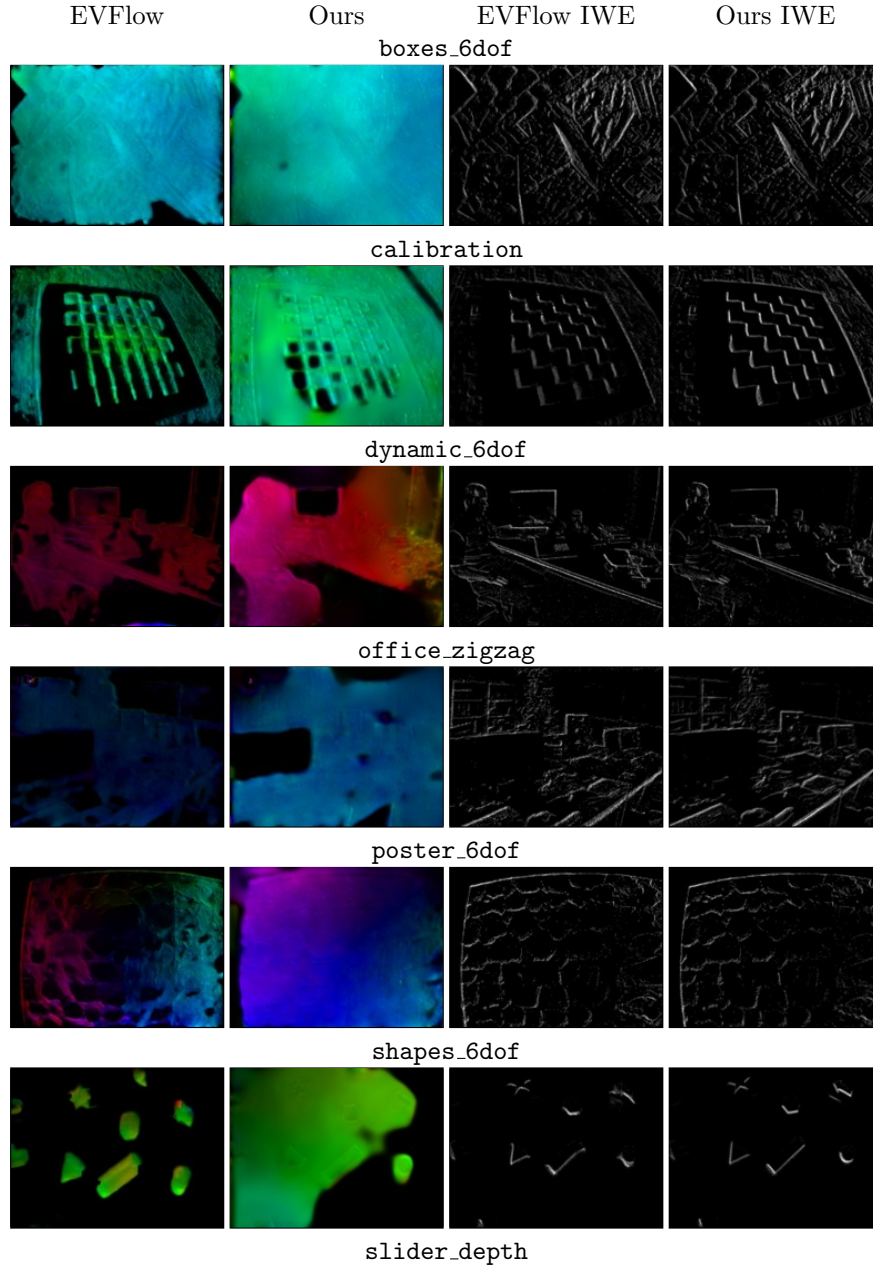 EVFlow Ours EVFlow IWE Ours IWE
boxes_6dof
calibration
dynamic_6dof
office_zigzag
poster_6dof
shapes_6dof
slider_depth